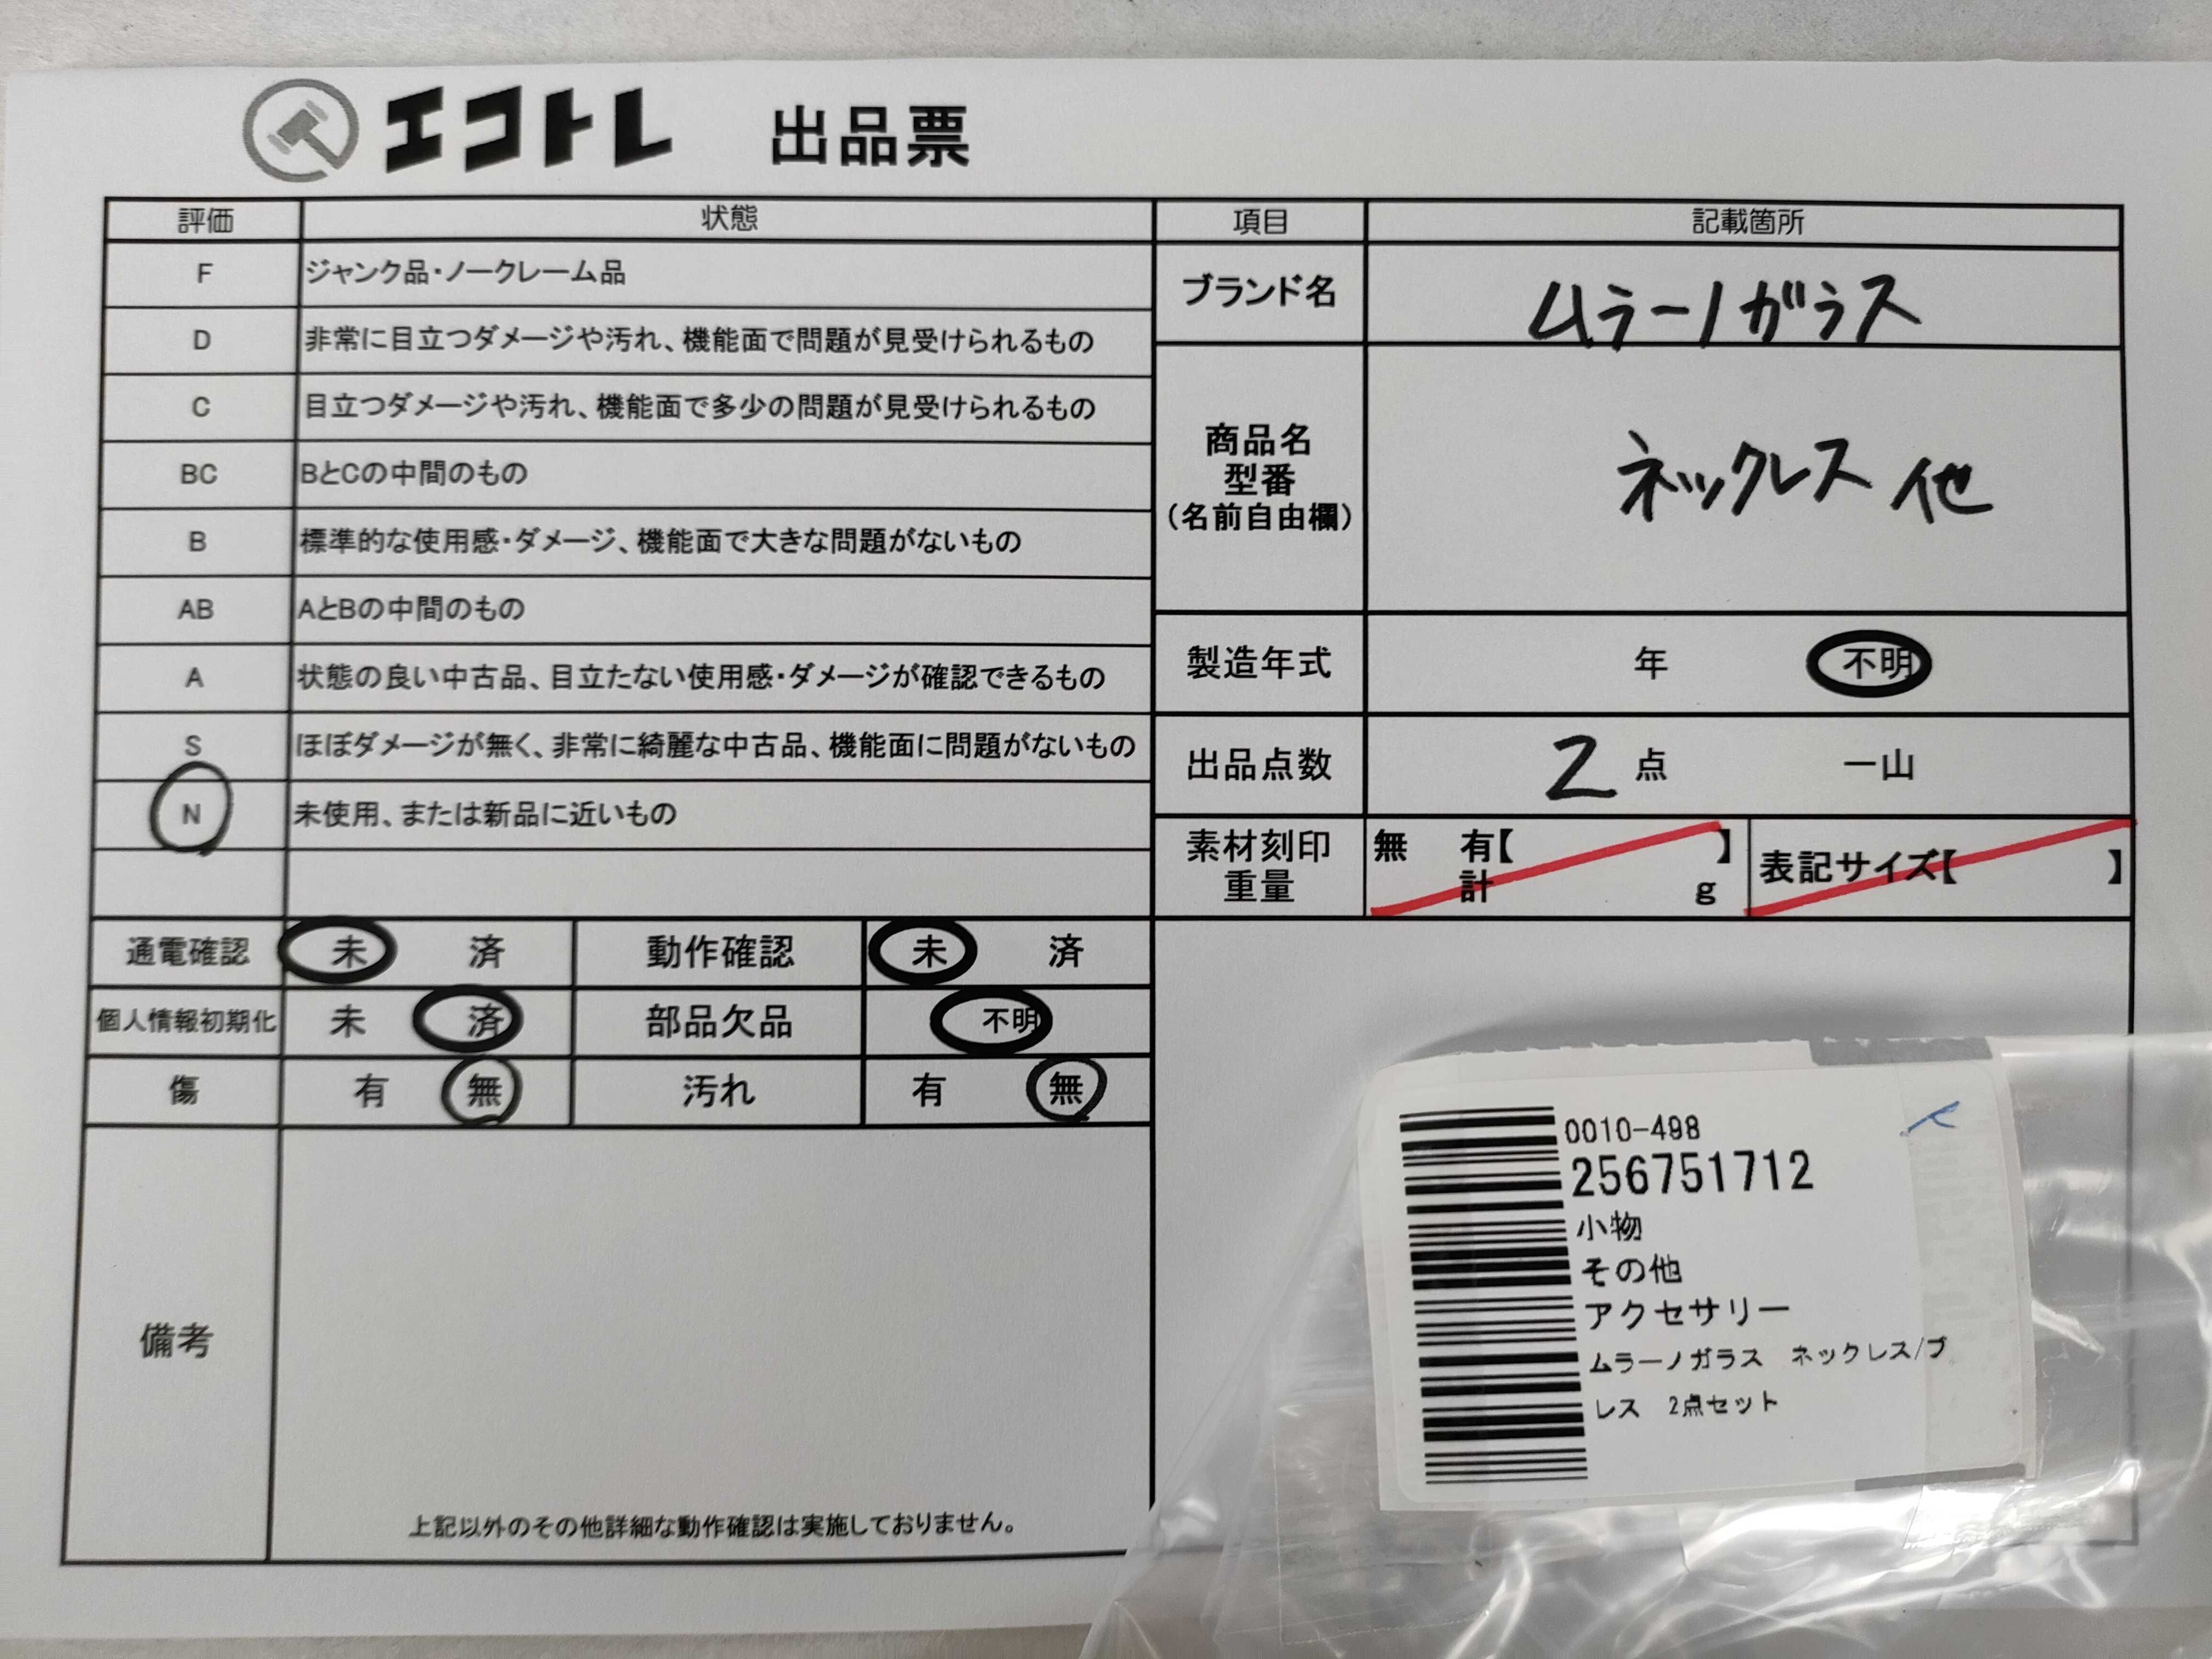 エコトレ 出品票
評価 状態
F ジャンク品・ノークレーム品
D 非常に目立つダメージや汚れ、機能面で問題が見受けられるもの
C 目立つダメージや汚れ、機能面で多少の問題が見受けられるもの
BC BとCの中間のもの
B 標準的な使用感・ダメージ、機能面で大きな問題がないもの
AB AとBの中間のもの
A 状態の良い中古品、目立たない使用感・ダメージが確認できるもの
S ほぼダメージが無く、非常に綺麗な中古品、機能面に問題がないもの
N 未使用、または新品に近いもの
項目 記載箇所
ブランド名 ムラーノガラス
商品名
型番
(名前自由欄)
ネックレス 他
製造年式 年 不明
出品点数 2 点 一山
素材刻印 無 有【 】
重量 計 g
表記サイズ【 】
通電確認 未 済 動作確認 未 済
個人情報初期化 未 済 部品欠品 不明
傷 有 無 汚れ 有 無
備考
上記以外のその他詳細な動作確認は実施しておりません。
0010-498
256751712
小物
その他
アクセサリー
ムラーノガラス ネックレス/ブ
レス 2点セット